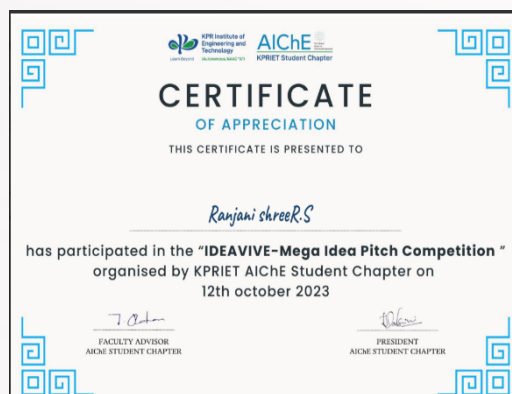 KPR Institute of
Engineering and
Technology
Learn Beyond
AIChE
KPRIET Student Chapter
CERTIFICATE
OF APPRECIATION
THIS CERTIFICATE IS PRESENTED TO
Ranjani shreeR.S
has participated in the “IDEAVIVE-Mega Idea Pitch Competition ”
organised by KPRIET AIChE Student Chapter on
12th october 2023
FACULTY ADVISOR
AIChE STUDENT CHAPTER
PRESIDENT
AIChE STUDENT CHAPTER